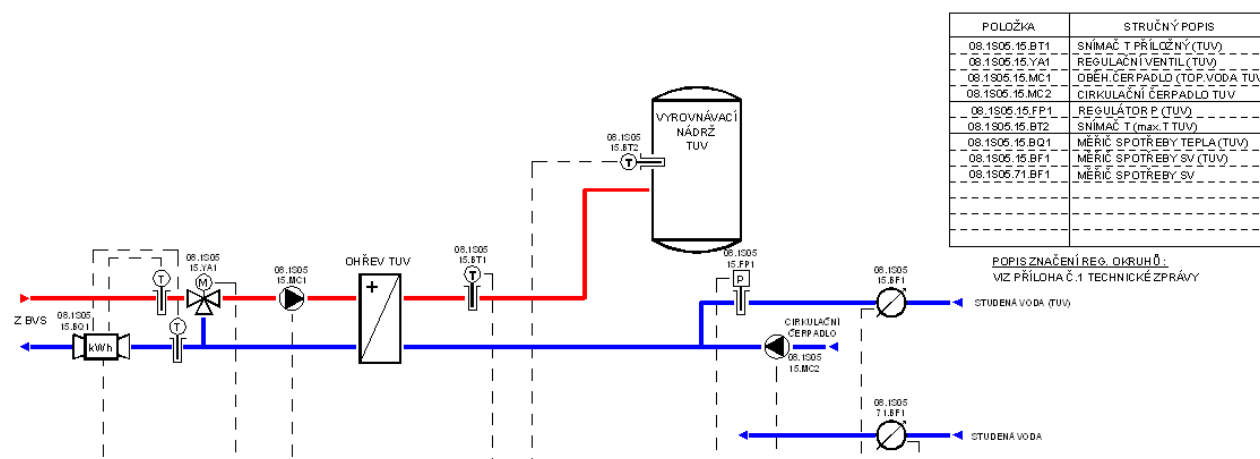 POLOŽKA STRUČNÝ POPIS
08.1S05.15.BT1 SNÍMAČ T PŘÍLOŽNÝ (TUV)
08.1S05.15.YA1 REGULAČNÍ VENTIL (TUV)
08.1S05.15.MC1 OBĚH.ČERPADLO (TOP.VODA TUV
08.1S05.15.MC2 CIRKULAČNÍ ČERPADLO TUV
08.1S05.15.FP1 REGULÁTOR P (TUV)
08.1S05.15.BT2 SNÍMAČ T (max.T TUV)
08.1S05.15.BQ1 MĚŘIČ SPOTŘEBY TEPLA (TUV)
08.1S05.15.BF1 MĚŘIČ SPOTŘEBY SV (TUV)
08.1S05.71.BF1 MĚŘIČ SPOTŘEBY SV
POPIS ZNAČENÍ REG. OKRUHŮ :
VIZ PŘÍLOHA Č.1 TECHNICKÉ ZPRÁVY
VYROVNÁVACÍ
NÁDRŽ
TUV
08.1S05
15.BT2
T
08.1S05
15.YA1
M
T
08.1S05
15.MC1
OHŘEV TUV
+
08.1S05
15.BT1
T
08.1S05
15.FP1
P
08.1S05
15.BF1
STUDENÁ VODA (TUV)
Z BVS
08.1S05
15.BQ1
kWh
T
CIRKULAČNÍ
ČERPADLO
08.1S05
15.MC2
08.1S05
71.BF1
STUDENÁ VODA